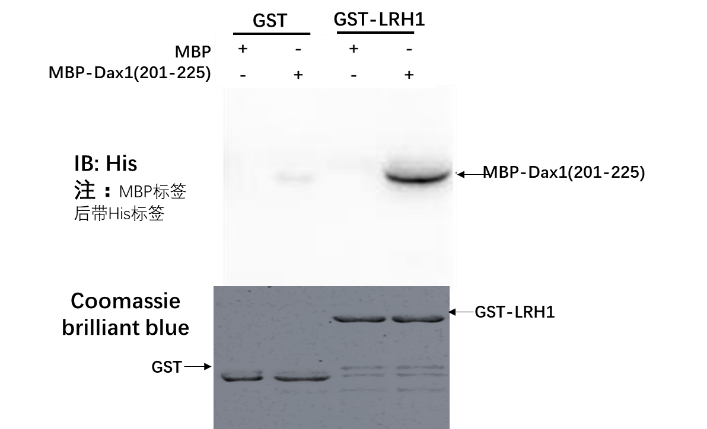 GST
GST-LRH1
MBP + - + -
MBP-Dax1(201-225) - + - +
IB: His
注：MBP标签
后带His标签
MBP-Dax1(201-225)
Coomassie
brilliant blue
GST-LRH1
GST